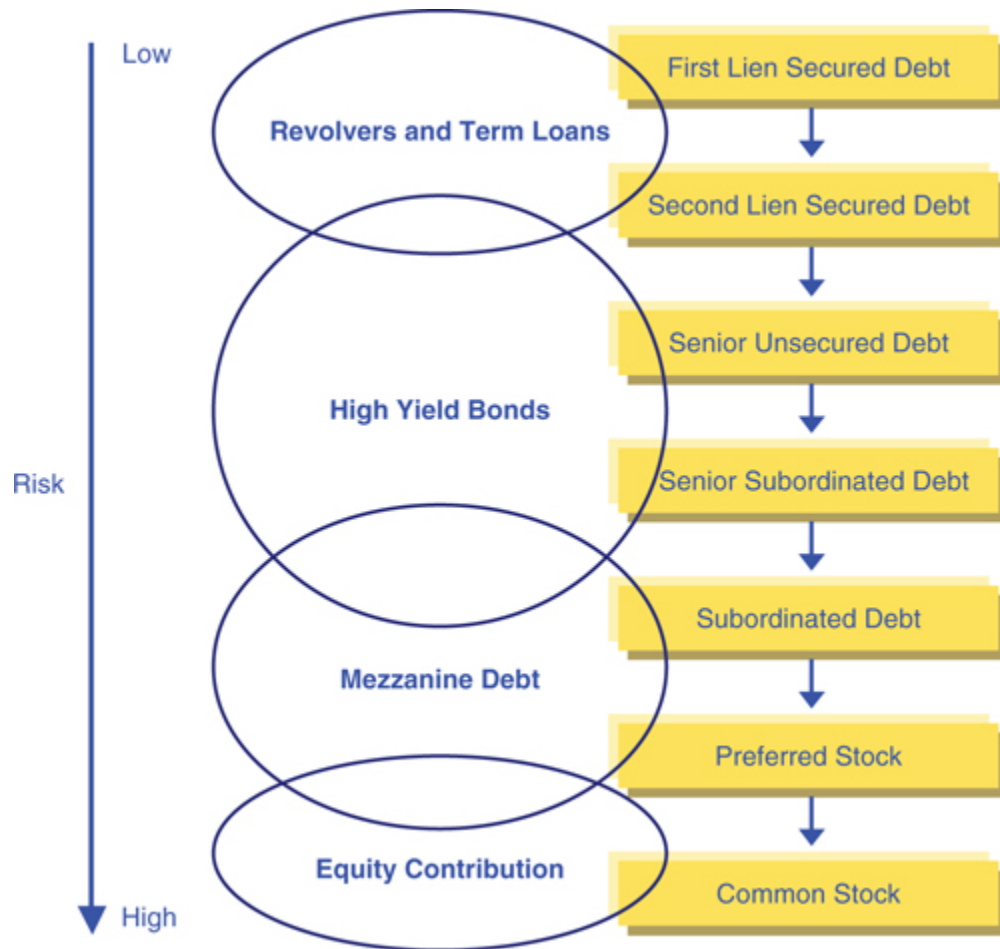 Low
First Lien Secured Debt
Revolvers and Term Loans
Second Lien Secured Debt
Senior Unsecured Debt
High Yield Bonds
Risk
Senior Subordinated Debt
Subordinated Debt
Mezzanine Debt
Preferred Stock
Equity Contribution
Common Stock
High